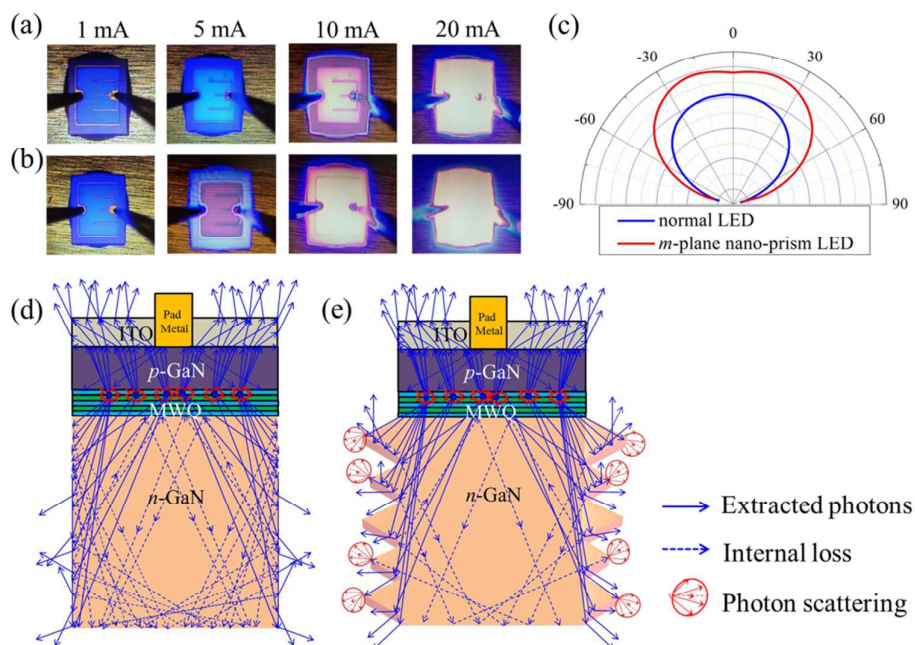 (a)
1 mA
5 mA
10 mA
20 mA
(b)
(c)
0
-30
30
-60
60
-90
90
normal LED
m-plane nano-prism LED
(d)
Pad
Metal
ITO
p-GaN
MWQ
n-GaN
(e)
Pad
Metal
ITO
p-GaN
MWQ
n-GaN
Extracted photons
Internal loss
Photon scattering